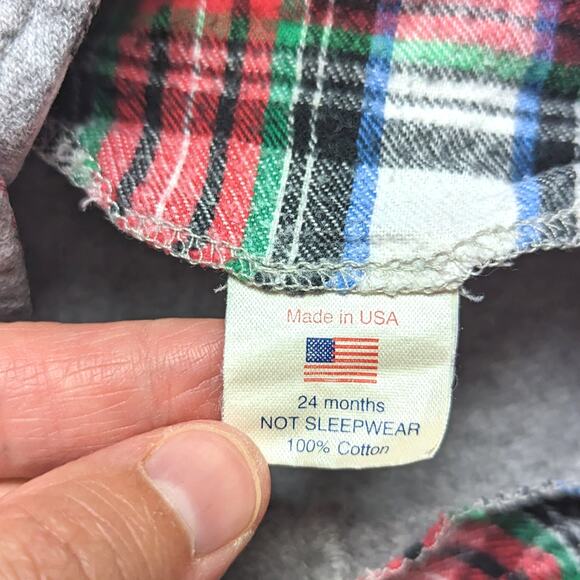 Made in USA
24 months
NOT SLEEPWEAR
100% Cotton